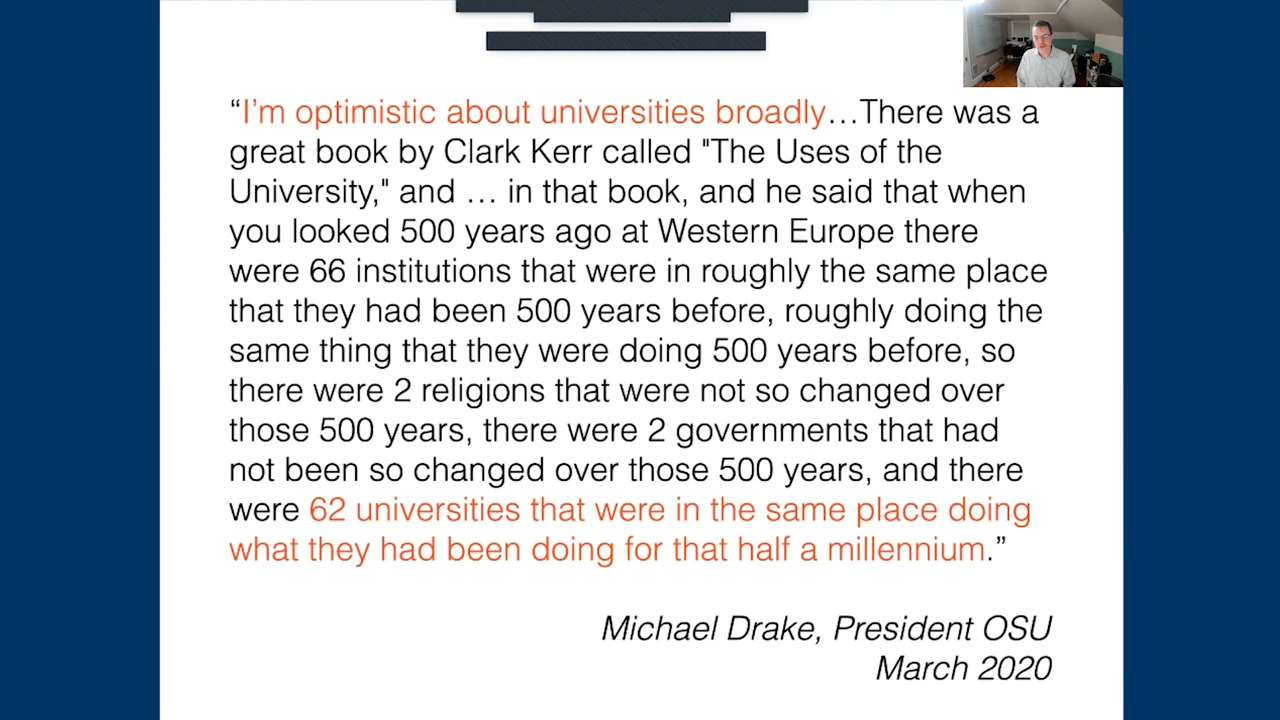 “I’m optimistic about universities broadly…There was a
great book by Clark Kerr called "The Uses of the
University," and … in that book, and he said that when
you looked 500 years ago at Western Europe there
were 66 institutions that were in roughly the same place
that they had been 500 years before, roughly doing the
same thing that they were doing 500 years before, so
there were 2 religions that were not so changed over
those 500 years, there were 2 governments that had
not been so changed over those 500 years, and there
were 62 universities that were in the same place doing
what they had been doing for that half a millennium.”
Michael Drake, President OSU
March 2020